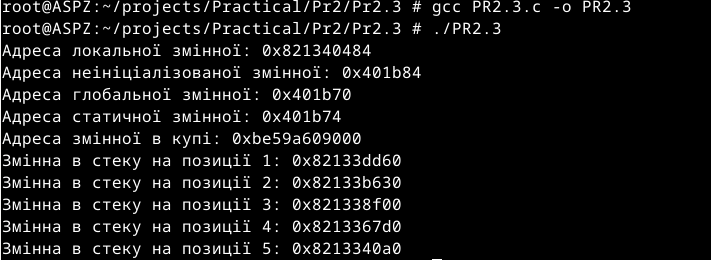 root@ASPZ:~/projects/Practical/Pr2/Pr2.3 # gcc PR2.3.c -o PR2.3
root@ASPZ:~/projects/Practical/Pr2/Pr2.3 # ./PR2.3
Адреса локальної змінної: 0x821340484
Адреса неініціалізованої змінної: 0x401b84
Адреса глобальної змінної: 0x401b70
Адреса статичної змінної: 0x401b74
Адреса змінної в купі: 0xbe59a609000
Змінна в стеку на позиції 1: 0x82133dd60
Змінна в стеку на позиції 2: 0x82133b630
Змінна в стеку на позиції 3: 0x821338f00
Змінна в стеку на позиції 4: 0x8213367d0
Змінна в стеку на позиції 5: 0x8213340a0